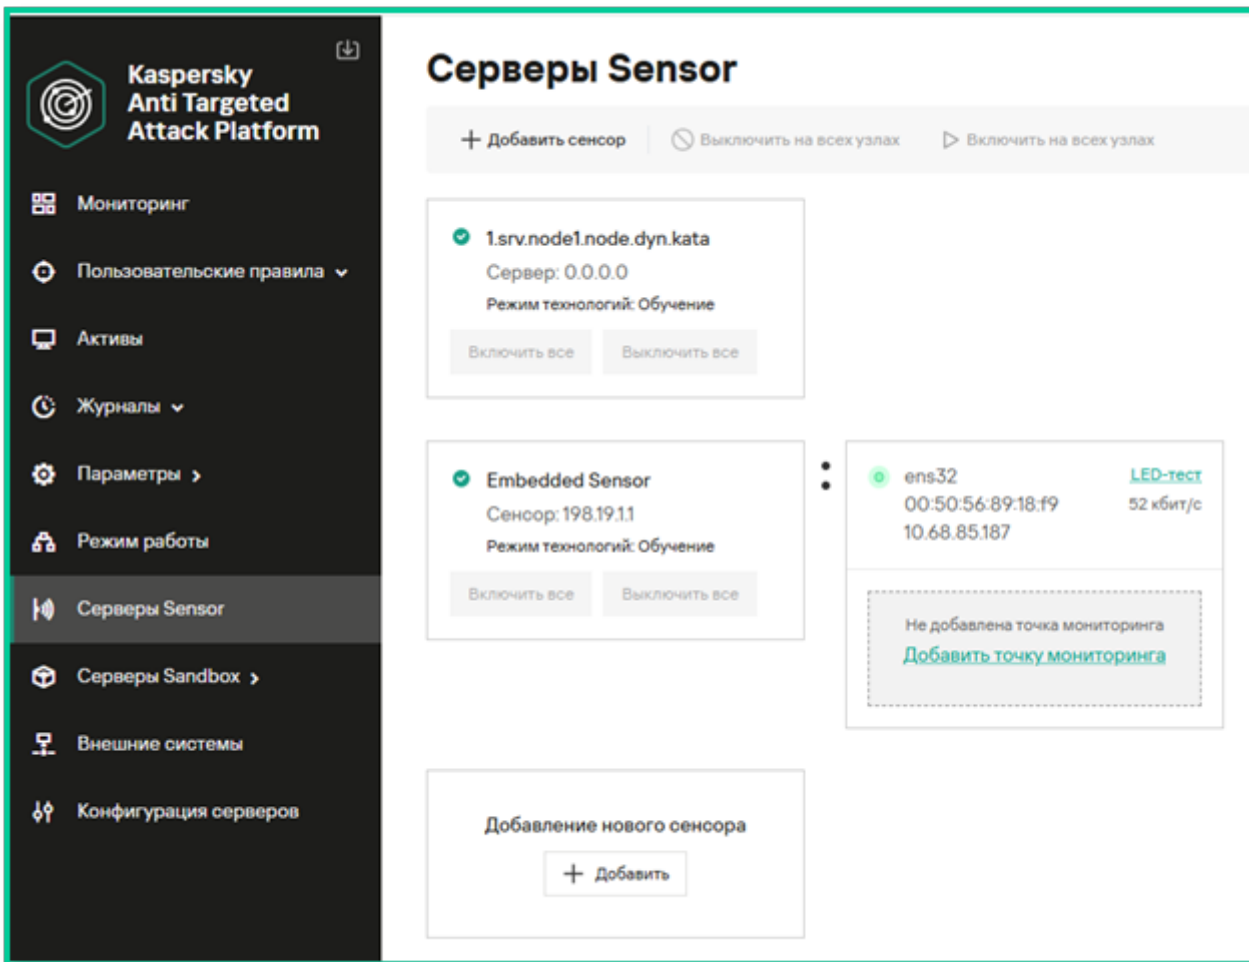 Kaspersky
Anti Targeted
Attack Platform
Мониторинг
Пользовательские правила
Активы
Журналы
Параметры
Режим работы
Серверы Sensor
Серверы Sandbox
Внешние системы
Конфигурация серверов
Серверы Sensor
Добавить сенсор
Выключить на всех узлах
Включить на всех узлах
1.srv.node1.node.dyn.kata
Сервер: 0.0.0.0
Режим технологий: Обучение
Включить все
Выключить все
Embedded Sensor
Сенсор: 198.19.1.1
Режим технологий: Обучение
Включить все
Выключить все
ens32
LED-тест
00:50:56:89:18:f9
52 кбит/с
10.68.85.187
Не добавлена точка мониторинга
Добавить точку мониторинга
Добавление нового сенсора
Добавить